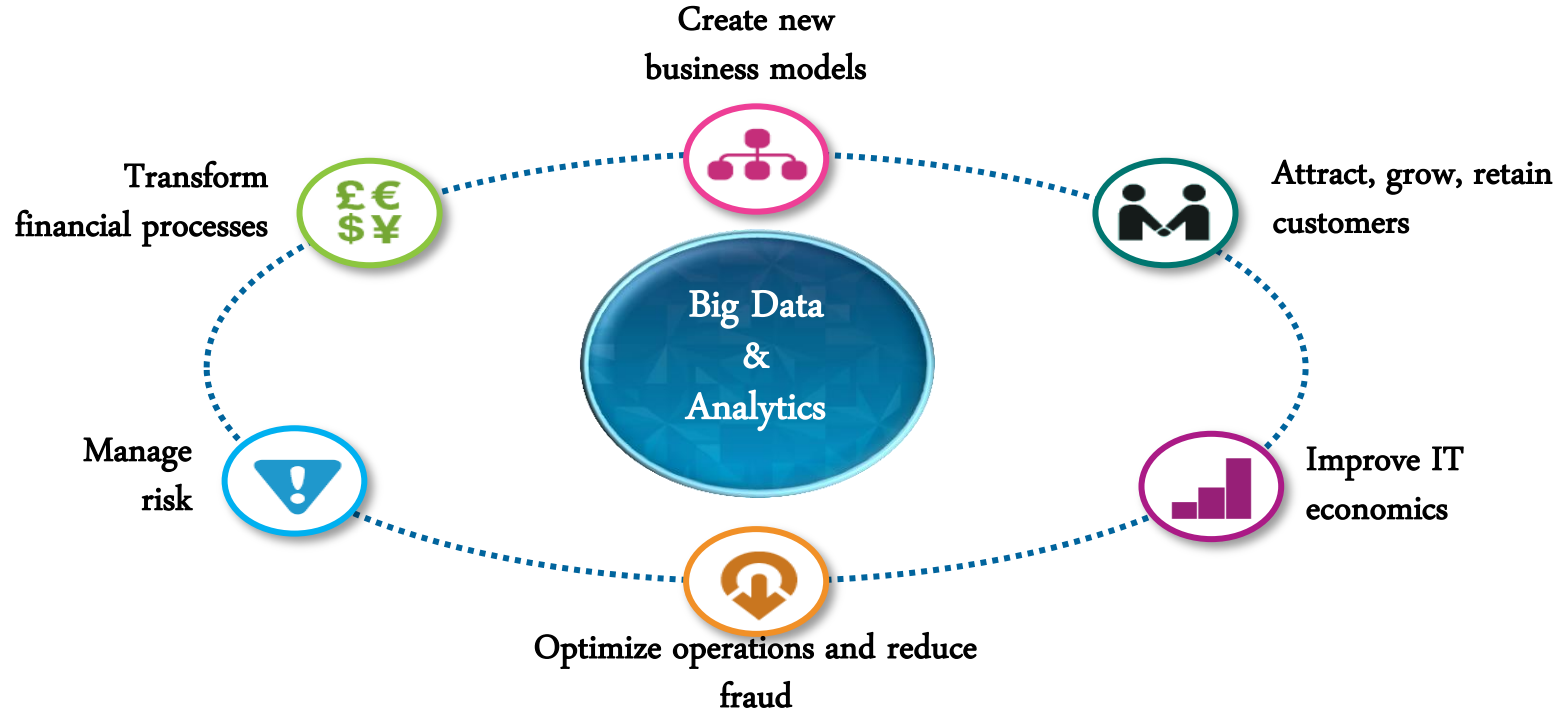 Create new
business models
Transform
financial processes
£ €
$ ¥
Attract, grow, retain
customers
Big Data
&
Analytics
Manage
risk
!
Improve IT
economics
Optimize operations and reduce
fraud